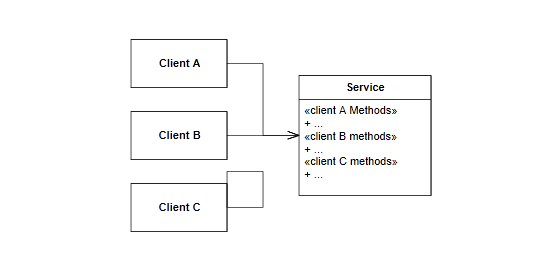 Client A
Client B
Client C
Service
«client A Methods»
+ ...
«client B methods»
+ ...
«client C methods»
+ ...